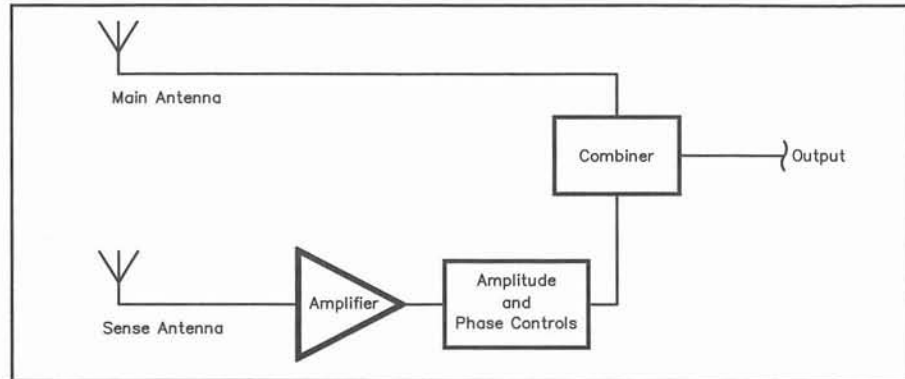 Main Antenna
Combiner
Output
Sense Antenna
Amplifier
Amplitude
and
Phase Controls